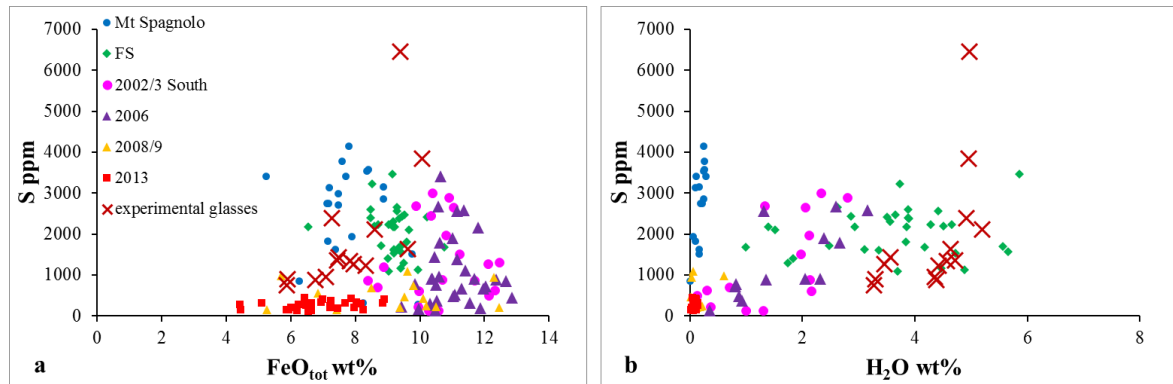 7000
6000
5000
4000
3000
2000
1000
0
S ppm
Mt Spagnolo
FS
2002/3 South
2006
2008/9
2013
experimental glasses
0 2 4 6 8 10 12 14
a
FeOtot wt%
7000
6000
5000
4000
3000
2000
1000
0
S ppm
0 2 4 6 8
b
H2O wt%